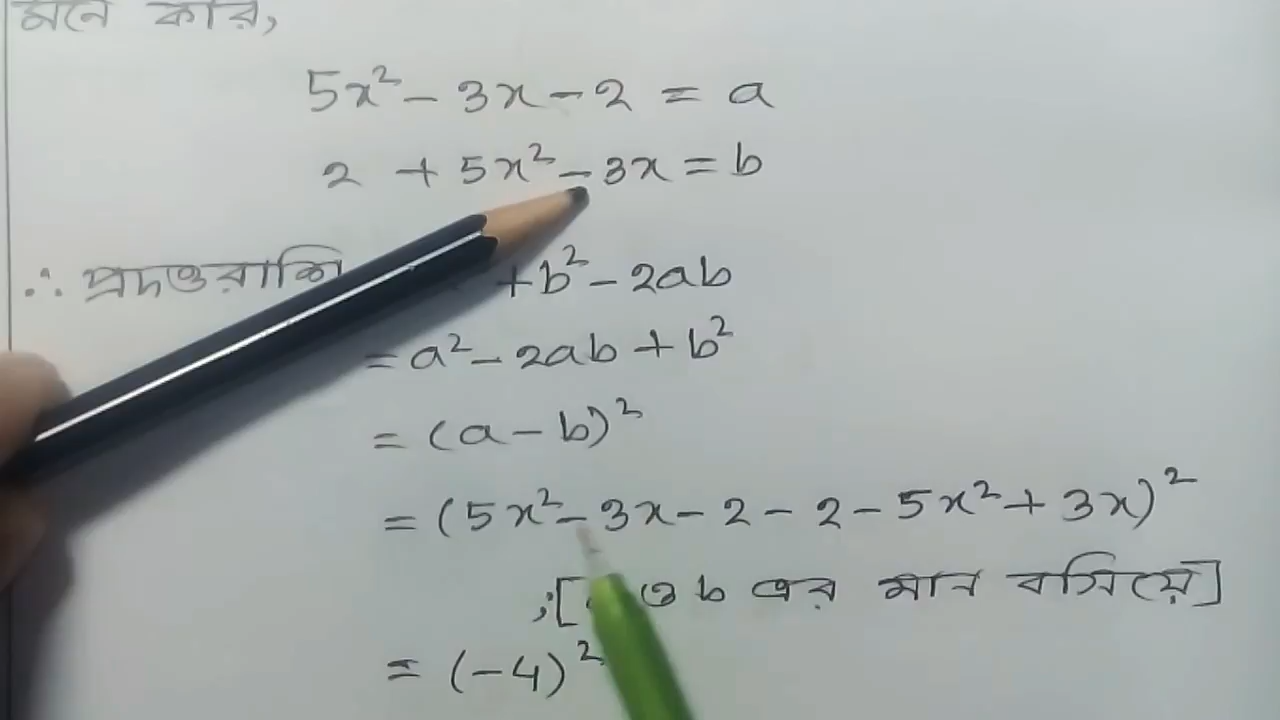 মনে করি,
5x² - 3x - 2 = a
2 + 5x² - 3x = b
∴ প্রদত্তরাশি + b² - 2ab
= a² - 2ab + b²
= (a - b)²
= (5x² - 3x - 2 - 2 - 5x² + 3x)²
;[ ও b এর মান বসিয়ে]
= (-4)²